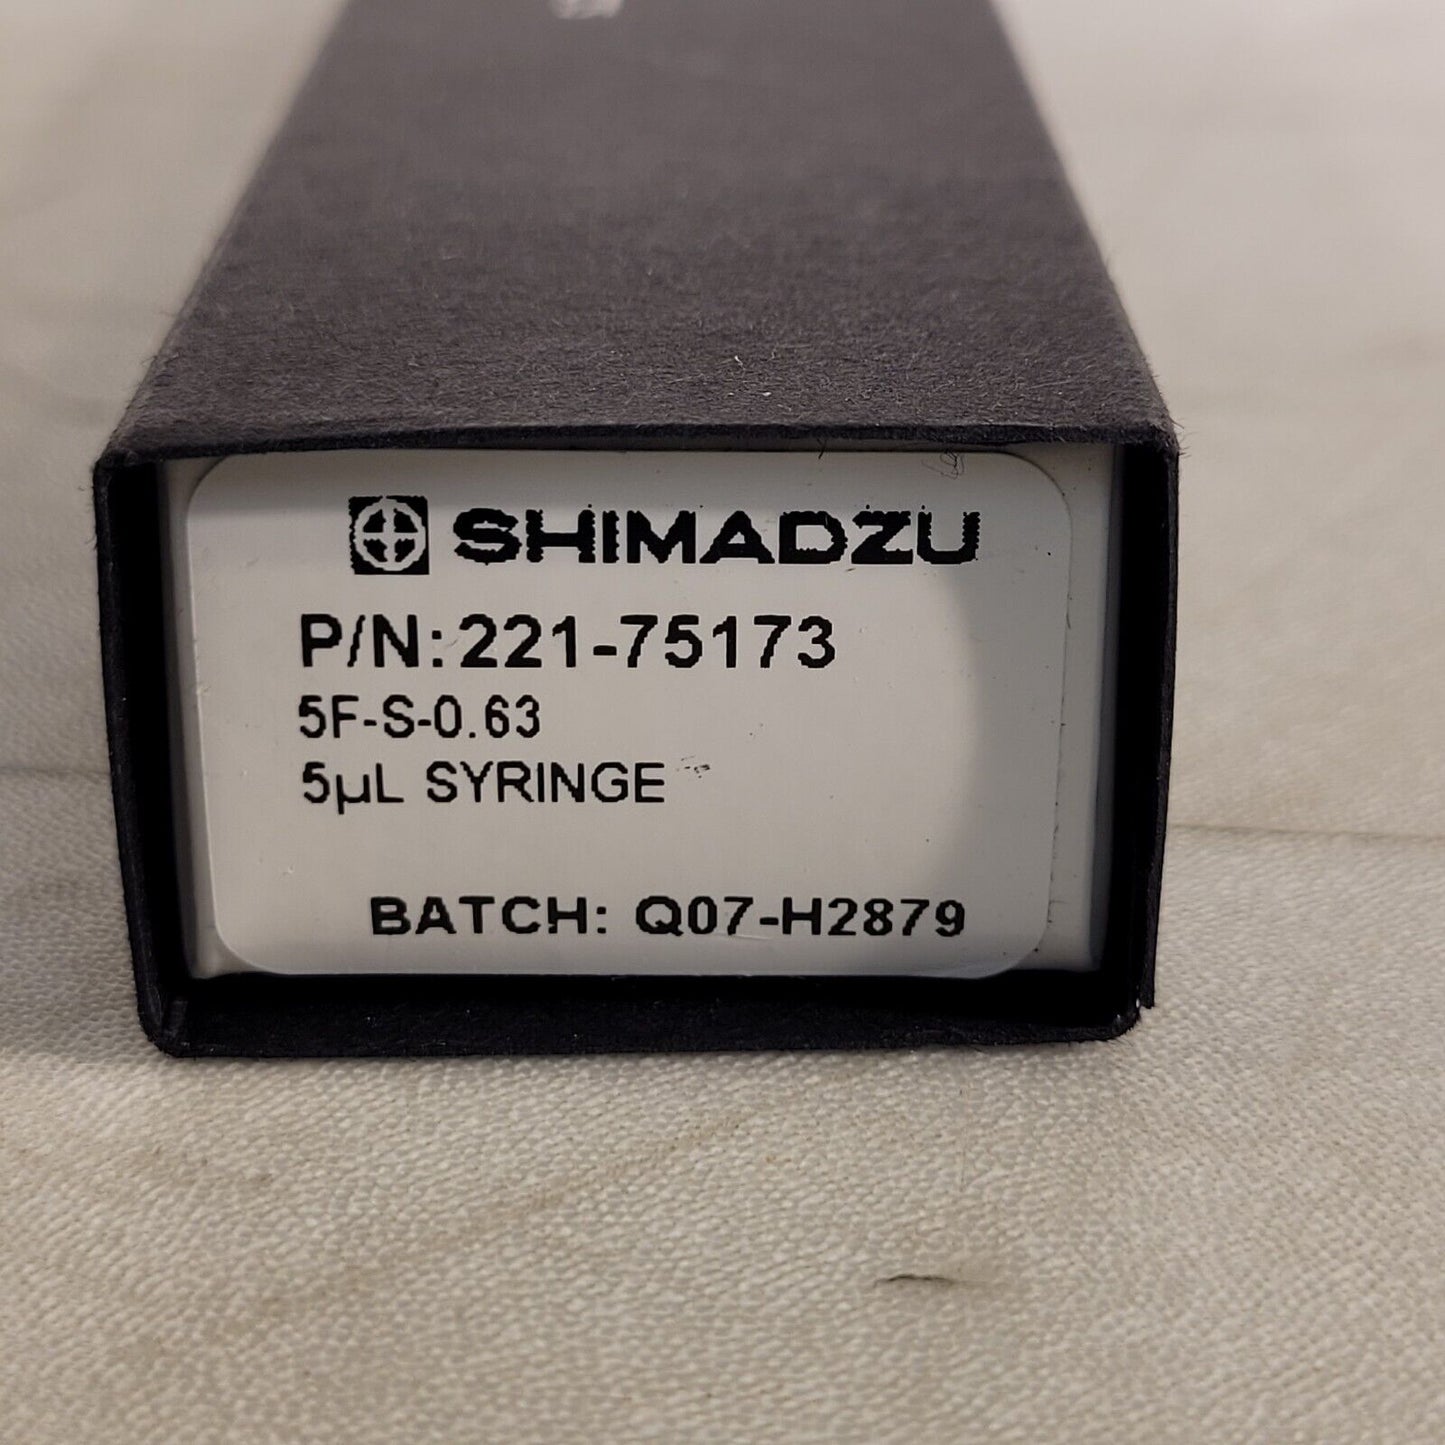 SHIMADZU
P/N: 221-75173
5F-S-0.63
5µL SYRINGE
BATCH: Q07-H2879